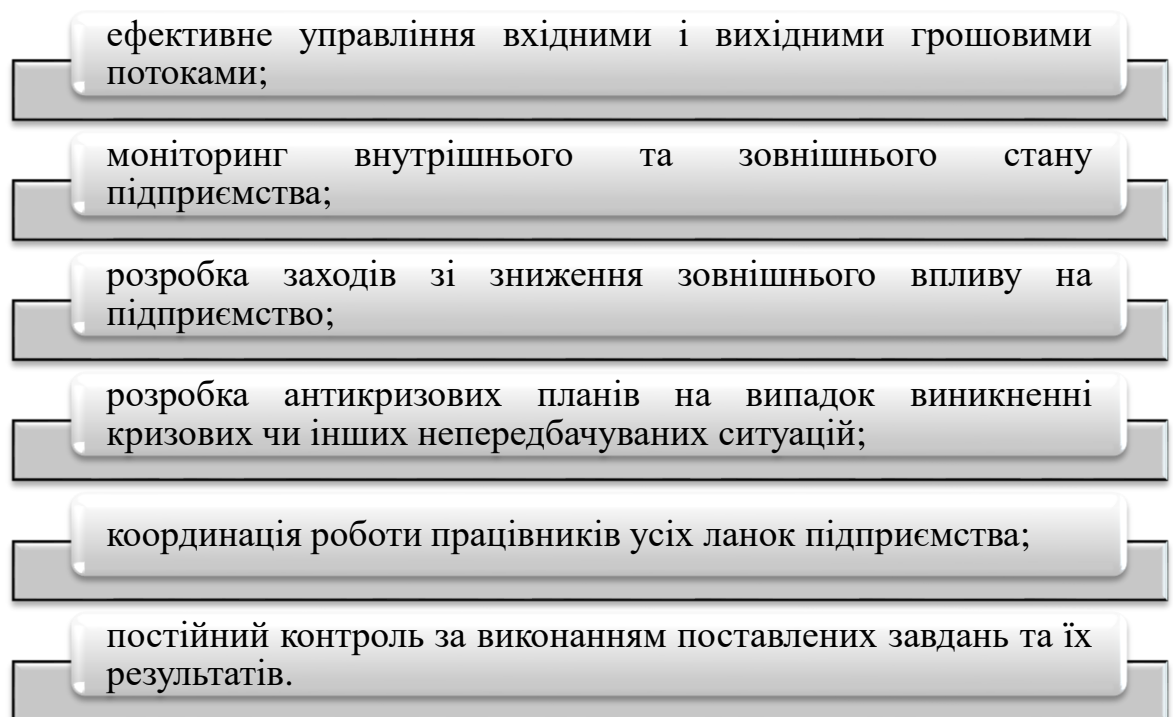 ефективне управління вхідними і вихідними грошовими
потоками;
моніторинг внутрішнього та зовнішнього стану
підприємства;
розробка заходів зі зниження зовнішнього впливу на
підприємство;
розробка антикризових планів на випадок виникненні
кризових чи інших непередбачуваних ситуацій;
координація роботи працівників усіх ланок підприємства;
постійний контроль за виконанням поставлених завдань та їх
результатів.